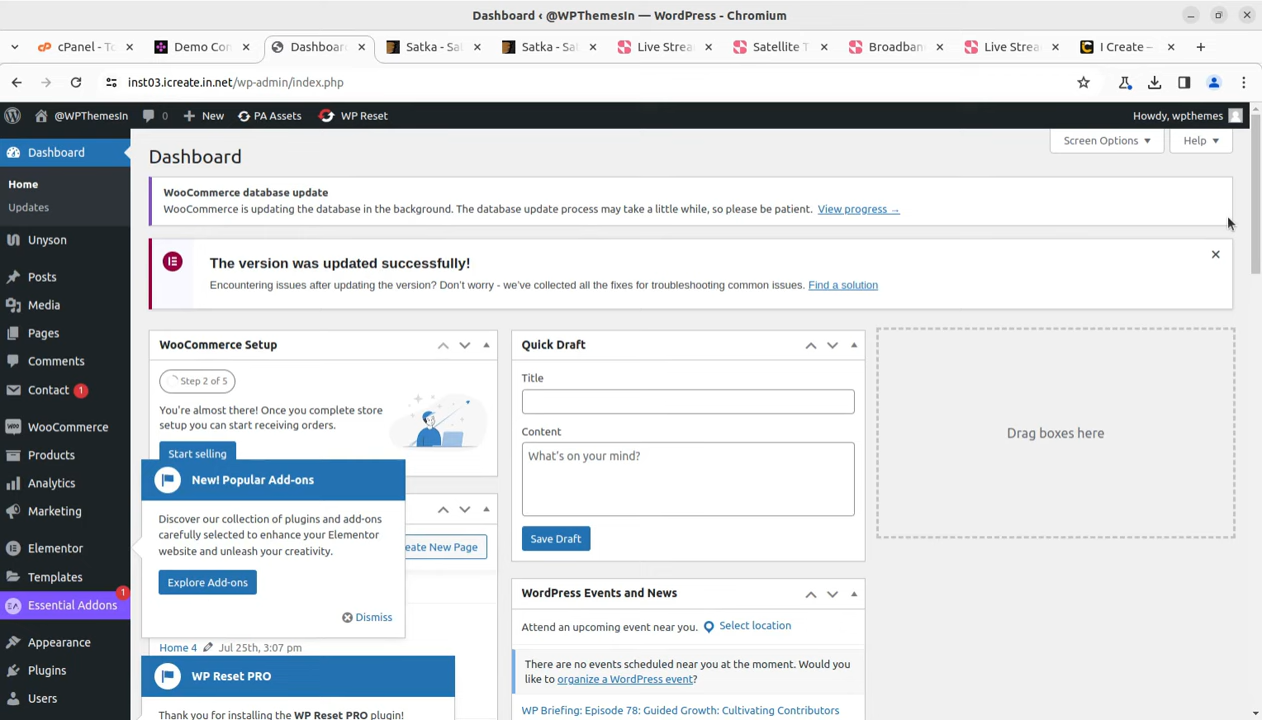 Dashboard ‹ @WPThemesIn — WordPress - Chromium
cPanel - To
Demo Con
Dashboard
Satka - Sal
Satka - Sal
Live Strea
Satellite T
Broadban
Live Strea
I Create –
inst03.icreate.in.net/wp-admin/index.php
@WPThemesIn
0
New
PA Assets
WP Reset
Howdy, wpthemes
Dashboard
Home
Updates
Unyson
Posts
Media
Pages
Comments
Contact 1
WooCommerce
Products
Analytics
Marketing
Elementor
Templates
Essential Addons 1
Appearance
Plugins
Users
Dashboard
Screen Options
Help
WooCommerce database update
WooCommerce is updating the database in the background. The database update process may take a little while, so please be patient. View progress →
The version was updated successfully!
Encountering issues after updating the version? Don't worry - we've collected all the fixes for troubleshooting common issues. Find a solution
WooCommerce Setup
Step 2 of 5
You're almost there! Once you complete store
setup you can start receiving orders.
Start selling
New! Popular Add-ons
Discover our collection of plugins and add-ons
carefully selected to enhance your Elementor
website and unleash your creativity.
Explore Add-ons
Dismiss
eate New Page
Home 4 Jul 25th, 3:07 pm
WP Reset PRO
Thank you for installing the WP Reset PRO plugin!
Quick Draft
Title
Content
What's on your mind?
Save Draft
WordPress Events and News
Attend an upcoming event near you. Select location
There are no events scheduled near you at the moment. Would you
like to organize a WordPress event?
WP Briefing: Episode 78: Guided Growth: Cultivating Contributors
Drag boxes here